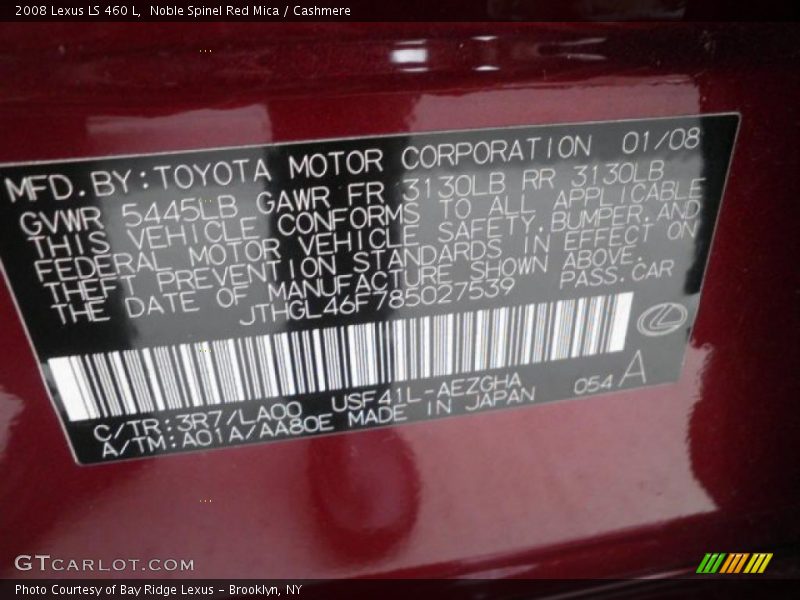 2008 Lexus LS 460 L,  Noble Spinel Red Mica / Cashmere
MFD.BY:TOYOTA MOTOR CORPORATION 01/08
GVWR 5445LB GAWR FR 3130LB RR 3130LB
THIS VEHICLE CONFORMS TO ALL APPLICABLE
FEDERAL MOTOR VEHICLE SAFETY,BUMPER,AND
THEFT PREVENTION STANDARDS IN EFFECT ON
THE DATE OF MANUFACTURE SHOWN ABOVE.
JTHGL46F785027539 PASS.CAR
C/TR:3R7/LA00 USF41L-AEZGHA 054 A
A/TM:A01A/AA80E MADE IN JAPAN
GTCARLOT.COM
Photo Courtesy of Bay Ridge Lexus - Brooklyn, NY